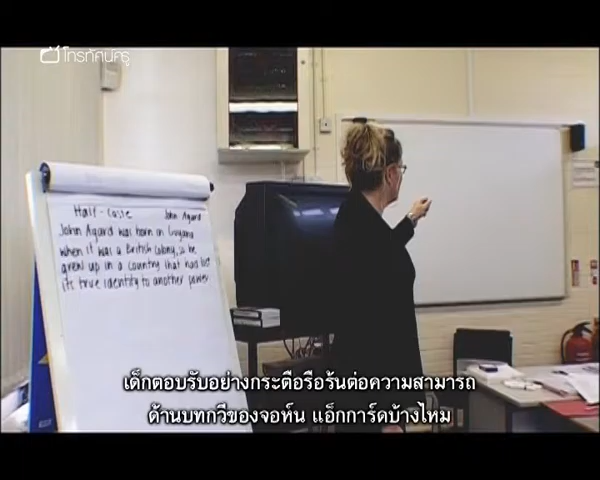 โทรทัศน์ครู
Half-Caste John Agard
John Agard was born in Guyana
when it was a British colony, so he
grew up in a country that had lost
its true identity to another power
เด็กตอบรับอย่างกระตือรือร้นต่อความสามารถ
ด้านบทกวีของจอห์น แอ็กการ์ดบ้างไหม